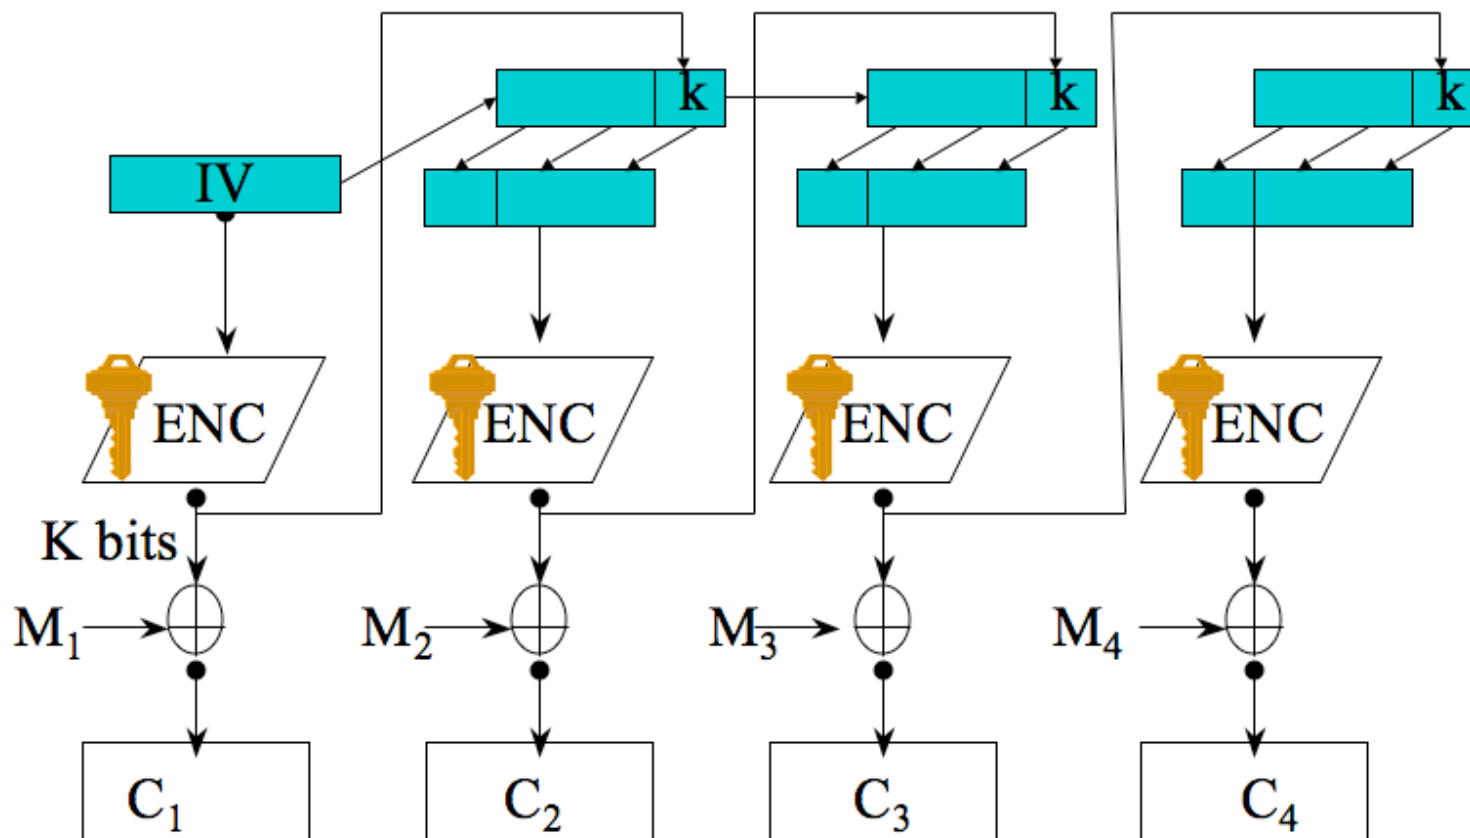 k k k
IV
ENC ENC ENC ENC
K bits
M1 M2 M3 M4
C1 C2 C3 C4